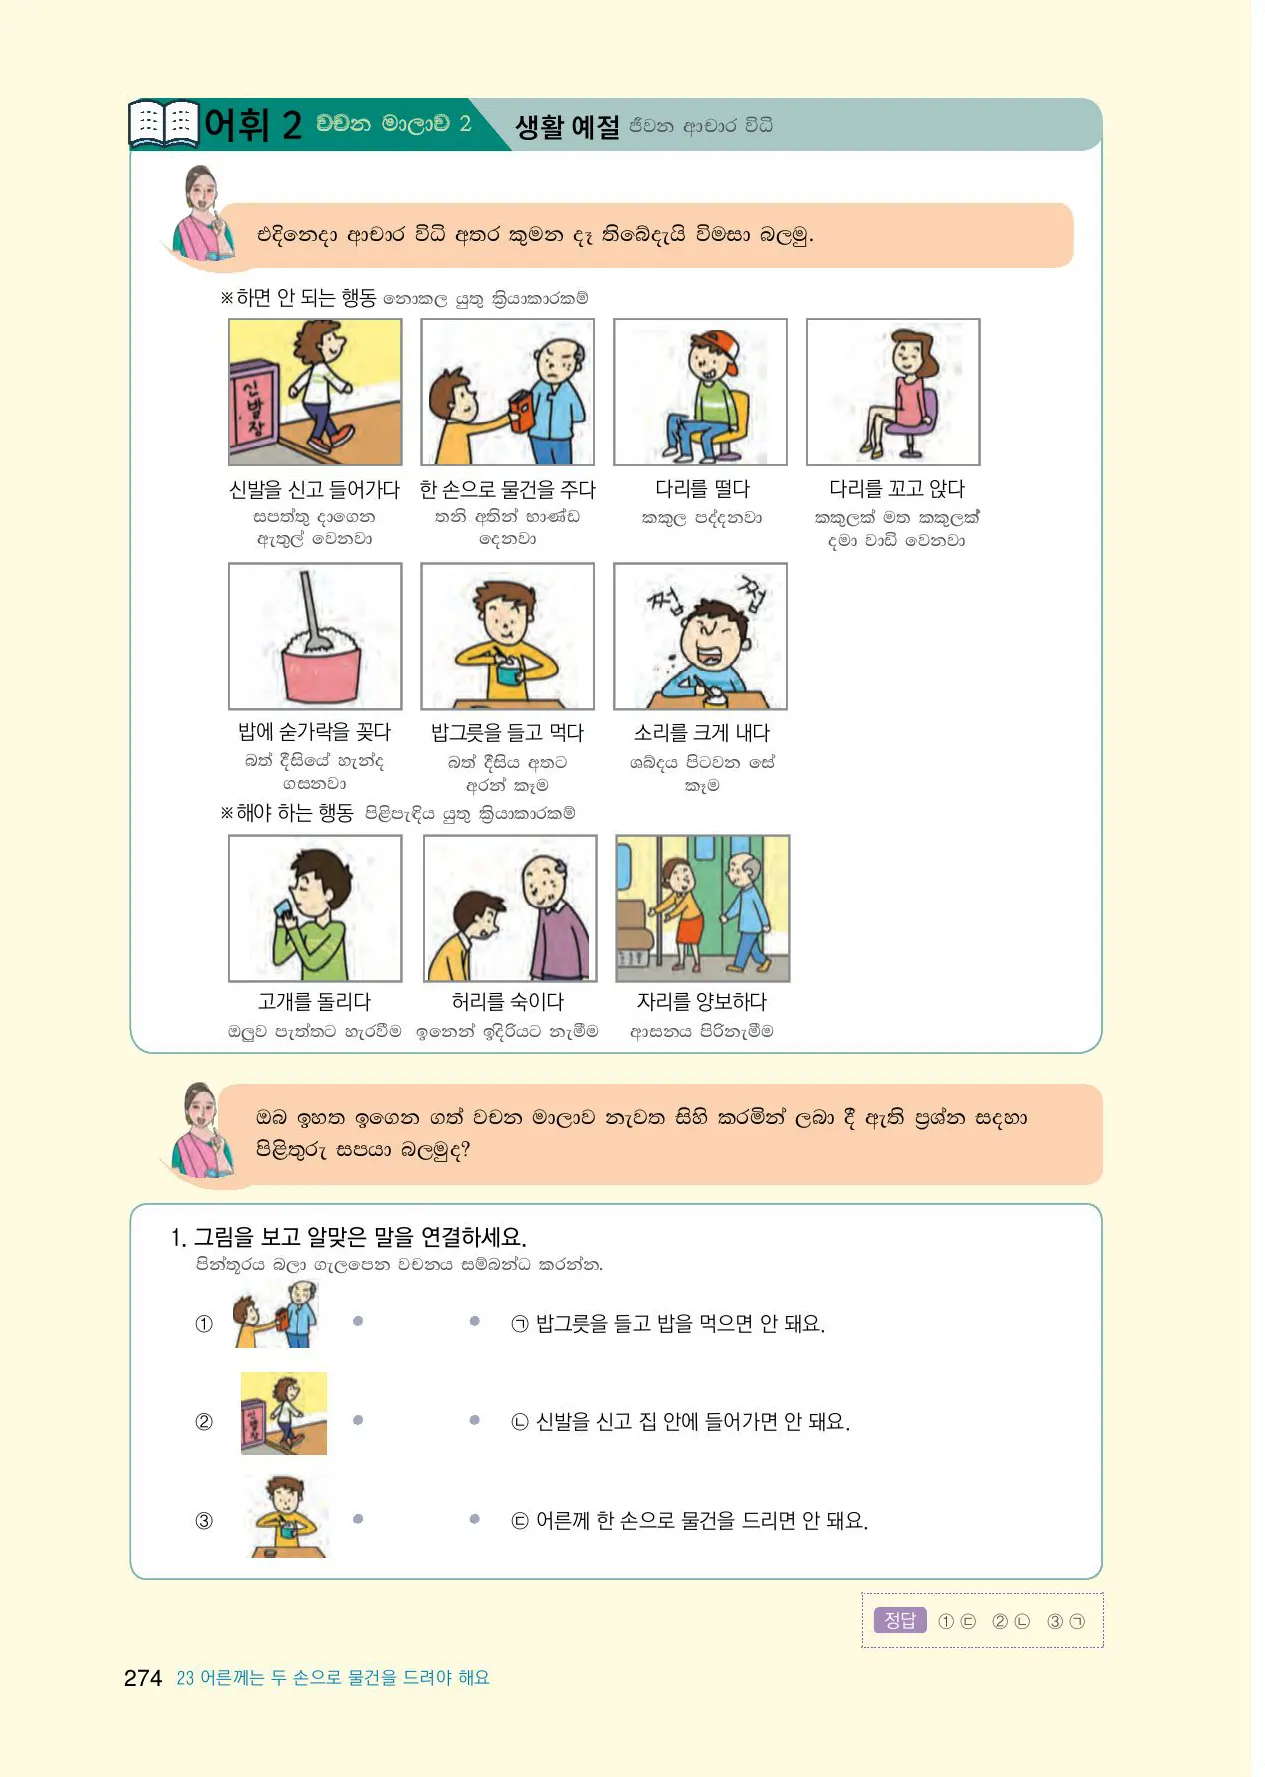 어휘 2 වචන මාලාව 2 생활 예절 ජීවන ආචාර විධි
එදිනෙදා ආචාර විධි අතර කුමන දෑ තිබේදැයි විමසා බලමු.
※하면 안 되는 행동 නොකල යුතු ක්‍රියාකාරකම්
신발장
신발을 신고 들어가다 한 손으로 물건을 주다 다리를 떨다 다리를 꼬고 앉다
සපත්තු දාගෙන තනි අතින් භාණ්ඩ කකුල පද්දනවා කකුලක් මත කකුලක්
ඇතුල් වෙනවා දෙනවා දමා වාඩි වෙනවා
쩝 쩝
밥에 숟가락을 꽂다 밥그릇을 들고 먹다 소리를 크게 내다
බත් දීසියේ හැන්ද බත් දීසිය අතට ශබ්දය පිටවන සේ
ගසනවා අරන් කෑම කෑම
※해야 하는 행동 පිළිපැදිය යුතු ක්‍රියාකාරකම්
고개를 돌리다 허리를 숙이다 자리를 양보하다
ඔලුව පැත්තට හැරවීම ඉනෙන් ඉදිරියට නැමීම ආසනය පිරිනැමීම
ඔබ ඉහත ඉගෙන ගත් වචන මාලාව නැවත සිහි කරමින් ලබා දී ඇති ප්‍රශ්න සදහා
පිළිතුරු සපයා බලමුද?
1. 그림을 보고 알맞은 말을 연결하세요.
පින්තූරය බලා ගැලපෙන වචනය සම්බන්ධ කරන්න.
① ㉠ 밥그릇을 들고 밥을 먹으면 안 돼요.
② 신발장 ㉡ 신발을 신고 집 안에 들어가면 안 돼요.
③ ㉢ 어른께 한 손으로 물건을 드리면 안 돼요.
정답 ① ㉢ ② ㉡ ③ ㉠
274 23 어른께는 두 손으로 물건을 드려야 해요